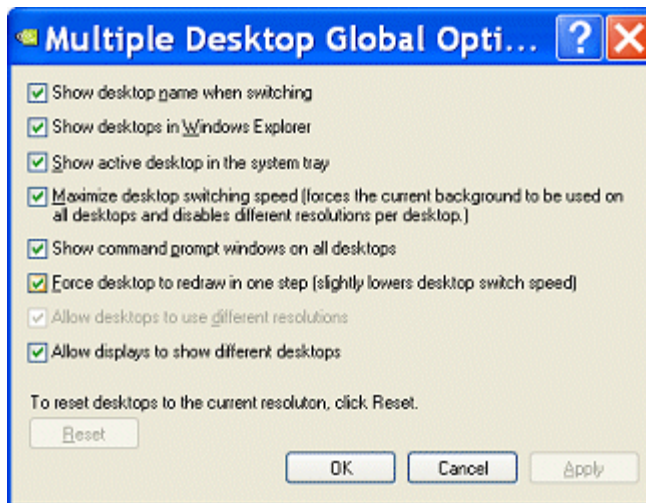 Multiple Desktop Global Opti...
Show desktop name when switching
Show desktops in Windows Explorer
Show active desktop in the system tray
Maximize desktop switching speed (forces the current background to be used on
all desktops and disables different resolutions per desktop.)
Show command prompt windows on all desktops
Force desktop to redraw in one step (slightly lowers desktop switch speed)
Allow desktops to use different resolutions
Allow displays to show different desktops
To reset desktops to the current resoluton, click Reset.
Reset
OK Cancel Apply